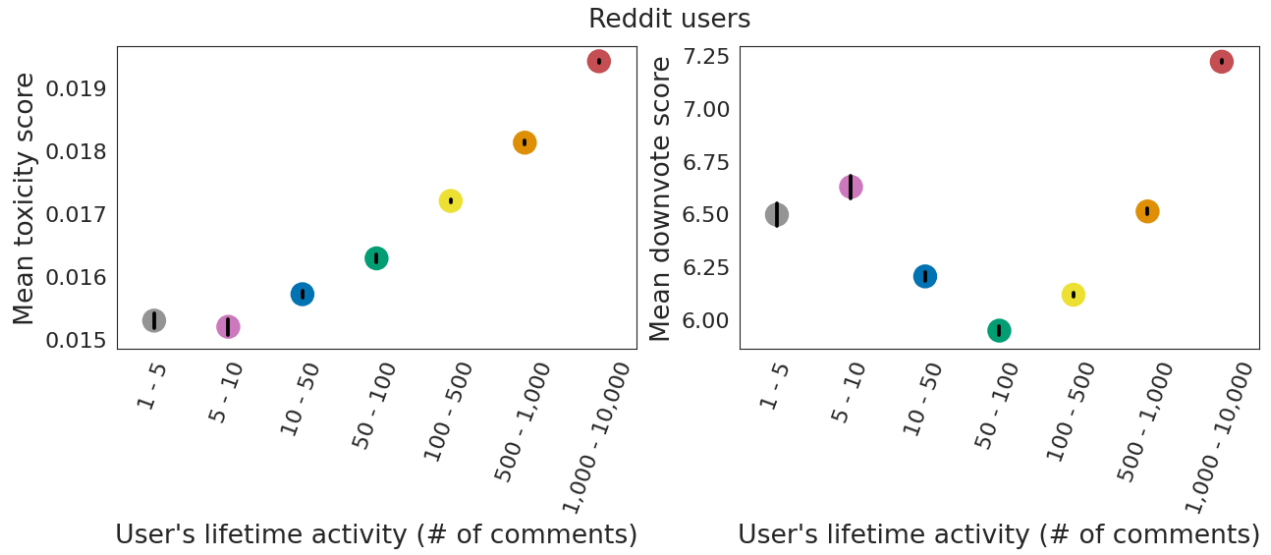 Reddit users
Mean toxicity score
0.019
0.018
0.017
0.016
0.015
1 - 5
5 - 10
10 - 50
50 - 100
100 - 500
500 - 1,000
1,000 - 10,000
User's lifetime activity (# of comments)
Mean downvote score
7.25
7.00
6.75
6.50
6.25
6.00
1 - 5
5 - 10
10 - 50
50 - 100
100 - 500
500 - 1,000
1,000 - 10,000
User's lifetime activity (# of comments)